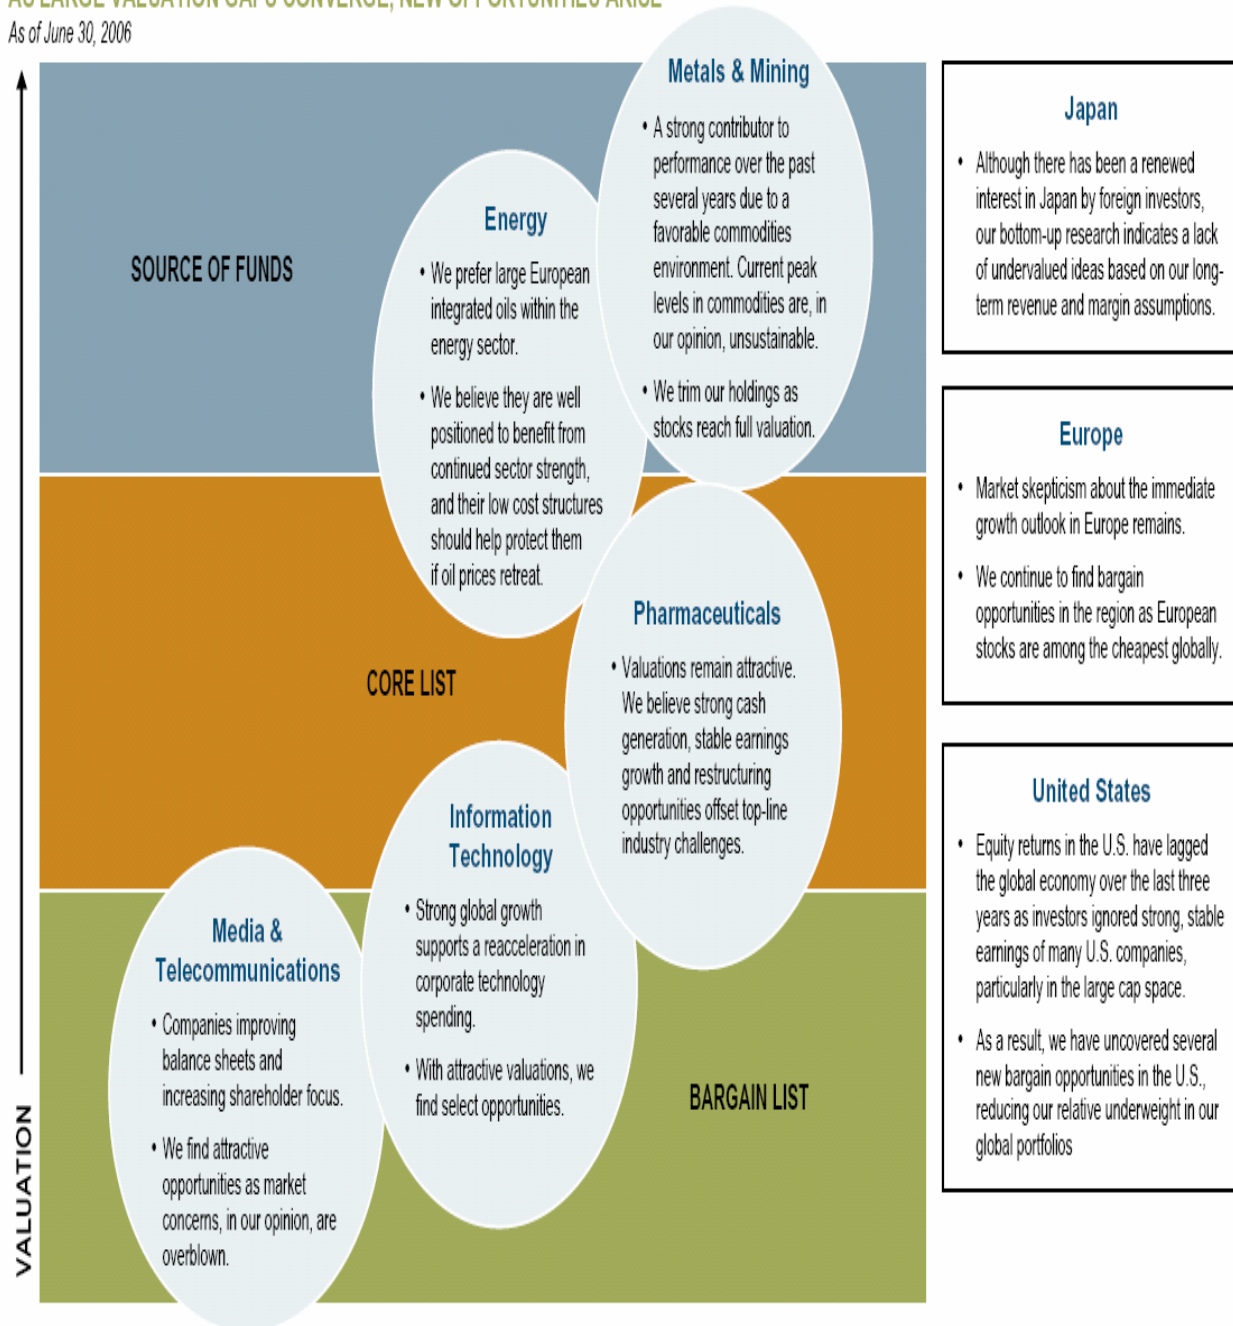 AS LARGE VALUATION GAPS CONVERGE, NEW OPPORTUNITIES ARISE
As of June 30, 2006
Metals & Mining
• A strong contributor to
performance over the past
several years due to a
favorable commodities
environment. Current peak
levels in commodities are, in
our opinion, unsustainable.
• We trim our holdings as
stocks reach full valuation.
Energy
• We prefer large European
integrated oils within the
energy sector.
• We believe they are well
positioned to benefit from
continued sector strength,
and their low cost structures
should help protect them
if oil prices retreat.
SOURCE OF FUNDS
Pharmaceuticals
• Valuations remain attractive.
We believe strong cash
generation, stable earnings
growth and restructuring
opportunities offset top-line
industry challenges.
CORE LIST
Information
Technology
• Strong global growth
supports a reacceleration in
corporate technology
spending.
• With attractive valuations, we
find select opportunities.
Media &
Telecommunications
• Companies improving
balance sheets and
increasing shareholder focus.
• We find attractive
opportunities as market
concerns, in our opinion, are
overblown.
BARGAIN LIST
VALUATION
Japan
• Although there has been a renewed
interest in Japan by foreign investors,
our bottom-up research indicates a lack
of undervalued ideas based on our long-
term revenue and margin assumptions.
Europe
• Market skepticism about the immediate
growth outlook in Europe remains.
• We continue to find bargain
opportunities in the region as European
stocks are among the cheapest globally.
United States
• Equity returns in the U.S. have lagged
the global economy over the last three
years as investors ignored strong, stable
earnings of many U.S. companies,
particularly in the large cap space.
• As a result, we have uncovered several
new bargain opportunities in the U.S.,
reducing our relative underweight in our
global portfolios